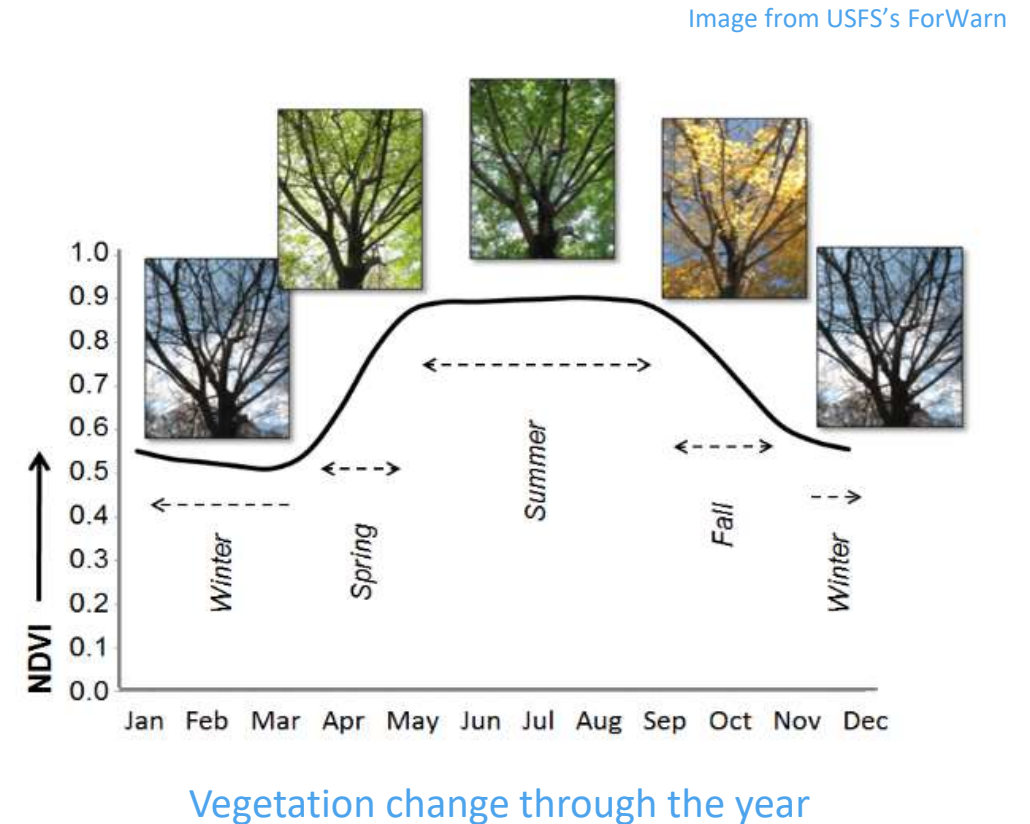 Image from USFS's ForWarn
1.0
0.9
0.8
0.7
0.6
0.5
0.4
0.3
0.2
0.1
0.0
NDVI
Winter
Spring
Summer
Fall
Winter
Jan Feb Mar Apr May Jun Jul Aug Sep Oct Nov Dec
Vegetation change through the year